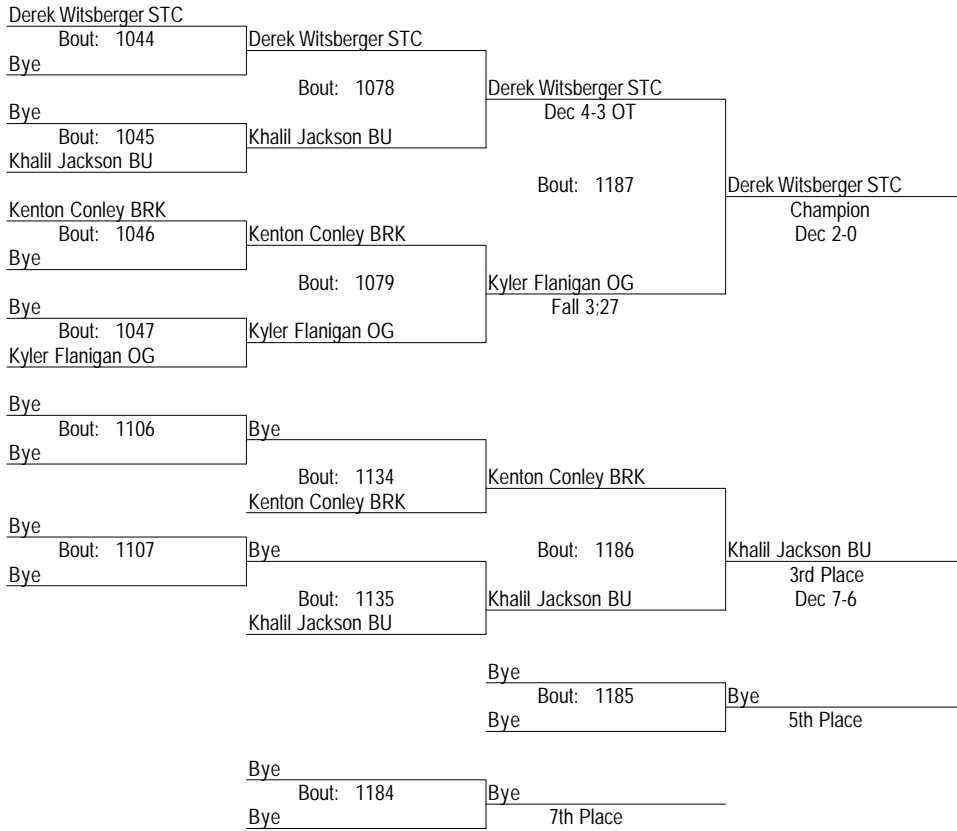 Derek Witsberger STC
Bout: 1044
Derek Witsberger STC
Bye
Bout: 1078
Derek Witsberger STC
Bye
Dec 4-3 OT
Bout: 1045
Khalil Jackson BU
Khalil Jackson BU
Bout: 1187
Derek Witsberger STC
Kenton Conley BRK
Champion
Bout: 1046
Kenton Conley BRK
Dec 2-0
Bye
Bout: 1079
Kyler Flanigan OG
Bye
Fall 3;27
Bout: 1047
Kyler Flanigan OG
Kyler Flanigan OG
Bye
Bout: 1106
Bye
Bye
Bout: 1134
Kenton Conley BRK
Kenton Conley BRK
Bye
Bout: 1107
Bye
Bout: 1186
Khalil Jackson BU
Bye
3rd Place
Bout: 1135
Khalil Jackson BU
Dec 7-6
Khalil Jackson BU
Bye
Bout: 1185
Bye
Bye
5th Place
Bye
Bout: 1184
Bye
Bye
7th Place